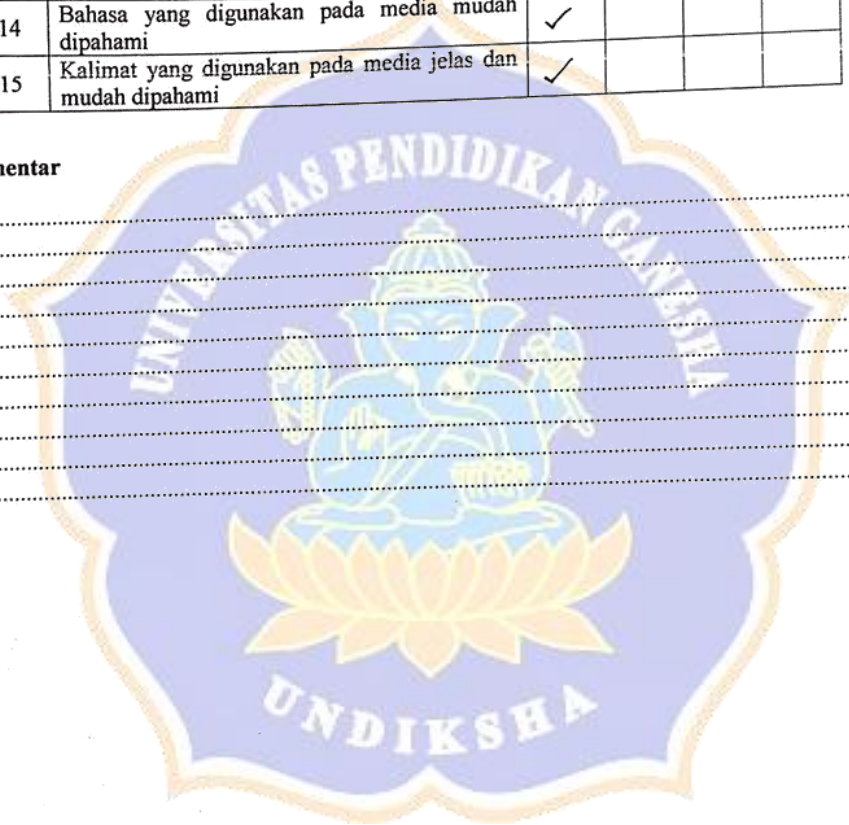 14 Bahasa yang digunakan pada media mudah ✓
dipahami
15 Kalimat yang digunakan pada media jelas dan ✓
mudah dipahami
mentar
UNIVERSITAS PENDIDIKAN GANESHA
UNDIKSHA